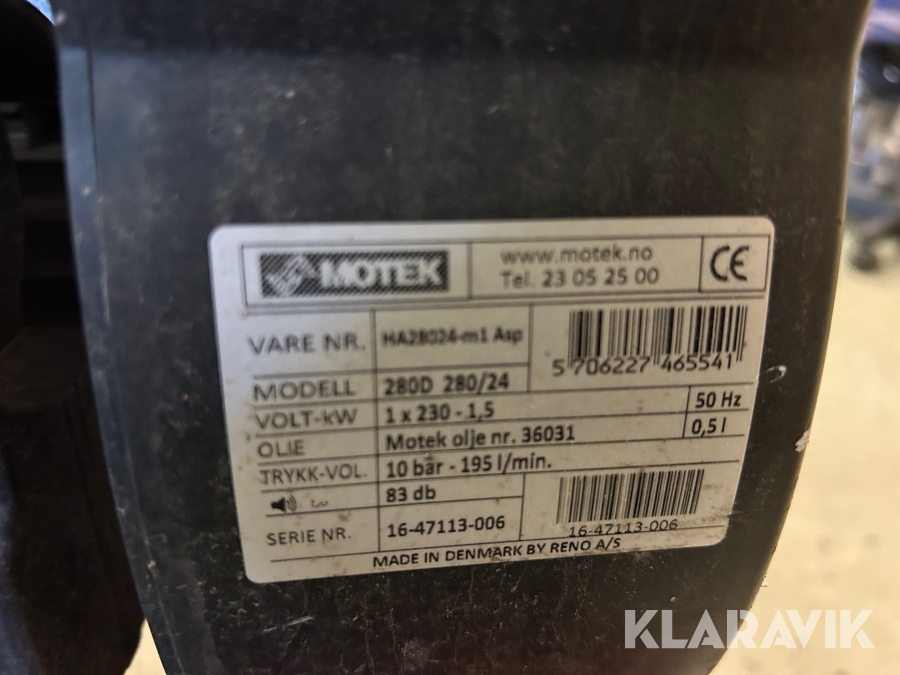 MOTEK
www.motek.no
Tel. 23 05 25 00
CE
VARE NR. HA28024-m1 Asp
5 706227 465541
MODELL 280D 280/24
VOLT-kW 1 x 230 - 1,5 50 Hz
OLJE Motek olje nr. 36031 0,5 l
TRYKK-VOL. 10 bar - 195 l/min.
83 db
SERIE NR. 16-47113-006
16-47113-006
MADE IN DENMARK BY RENO A/S
KLARAVIK